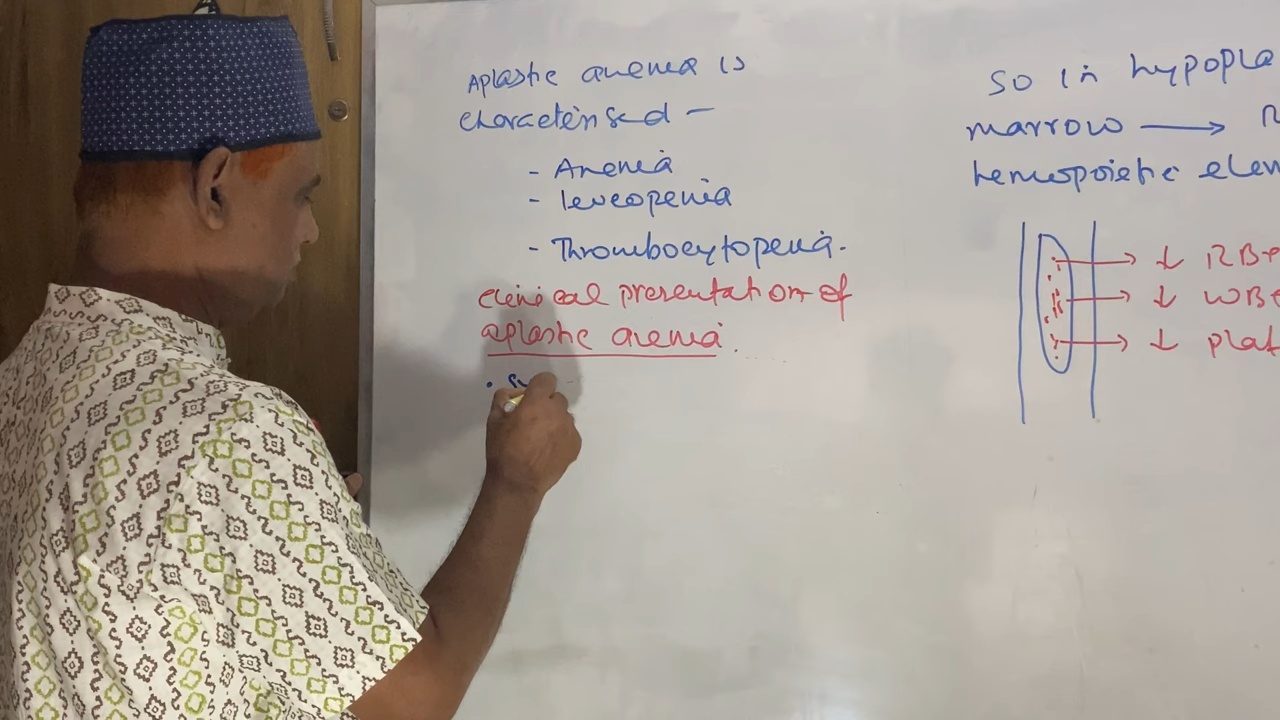 Aplastic anemia is
characterised -
- Anemia
- leucopenia
- Thrombocytopenia.
clinical presentation of
aplastic anemia.
So in hypopla
marrow → R
hemopoietic elem
↓ RB
↓ WB
↓ plat